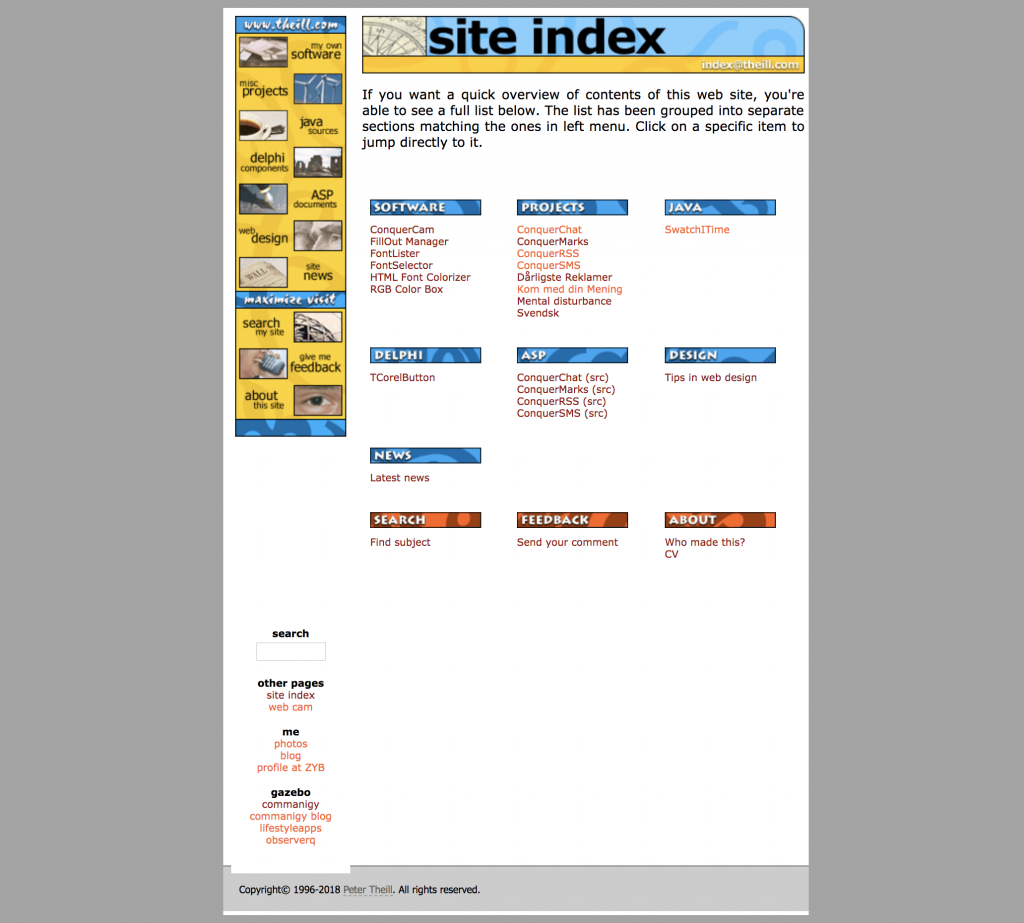 www.theill.com
my own
software
misc
projects
java
sources
delphi
components
ASP
documents
web
design
WALL
site
news
maximize visit
search
my site
give me
feedback
about
this site
site index
index@theill.com
If you want a quick overview of contents of this web site, you're
able to see a full list below. The list has been grouped into separate
sections matching the ones in left menu. Click on a specific item to
jump directly to it.
SOFTWARE
ConquerCam
FillOut Manager
FontLister
FontSelector
HTML Font Colorizer
RGB Color Box
PROJECTS
ConquerChat
ConquerMarks
ConquerRSS
ConquerSMS
Dårligste Reklamer
Kom med din Mening
Mental disturbance
Svendsk
JAVA
SwatchITime
DELPHI
TCorelButton
ASP
ConquerChat (src)
ConquerMarks (src)
ConquerRSS (src)
ConquerSMS (src)
DESIGN
Tips in web design
NEWS
Latest news
SEARCH
Find subject
FEEDBACK
Send your comment
ABOUT
Who made this?
CV
search
other pages
site index
web cam
me
photos
blog
profile at ZYB
gazebo
commanigy
commanigy blog
lifestyleapps
observerq
Copyright© 1996-2018 Peter Theill. All rights reserved.